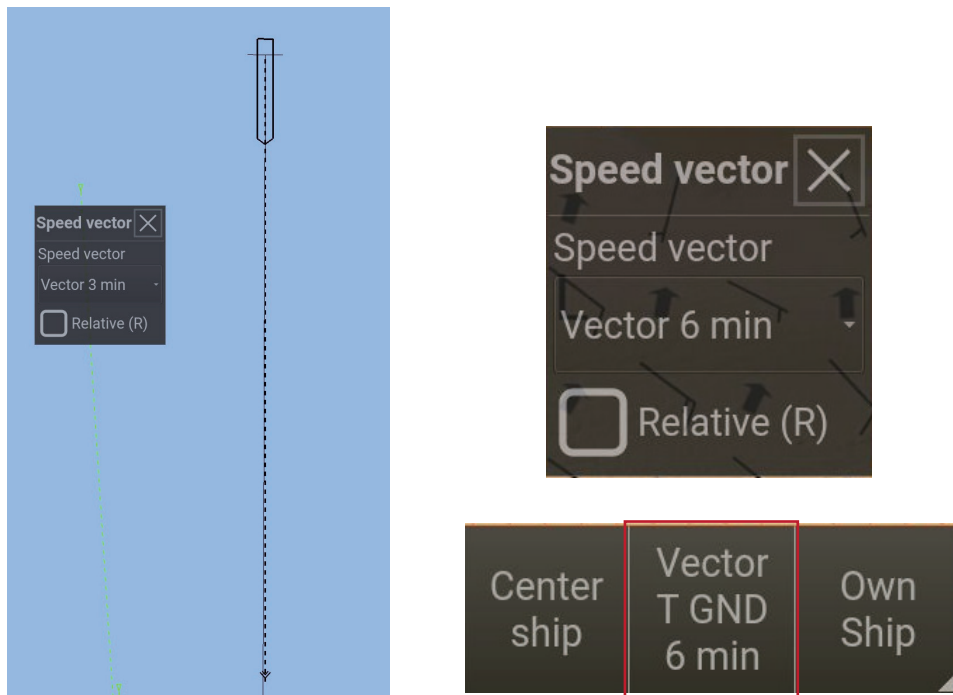 Speed vector
Speed vector
Vector 3 min
Relative (R)
Speed vector
Speed vector
Vector 6 min
Relative (R)
Center
ship
Vector
T GND
6 min
Own
Ship